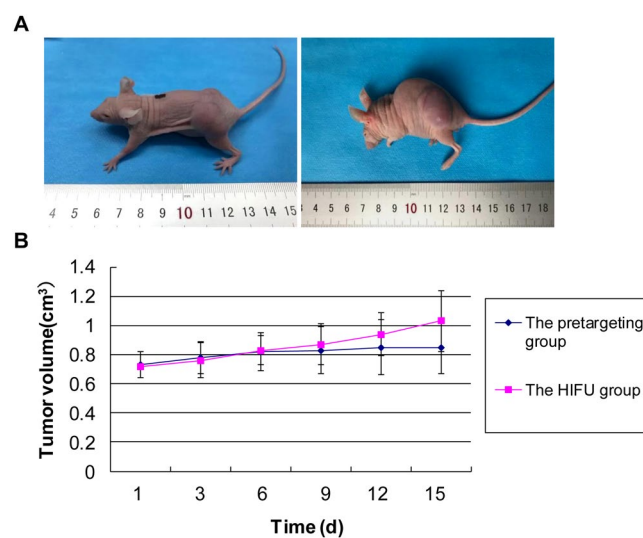 A
4 5 6 7 8 9 10 11 12 13 14 15
4 5 6 7 8 9 10 11 12 13 14 15 16 17 18
B
Tumor volume(cm³)
1.4
1.2
1
0.8
0.6
0.4
0.2
0
1 3 6 9 12 15
Time (d)
The pretargeting
group
The HIFU group